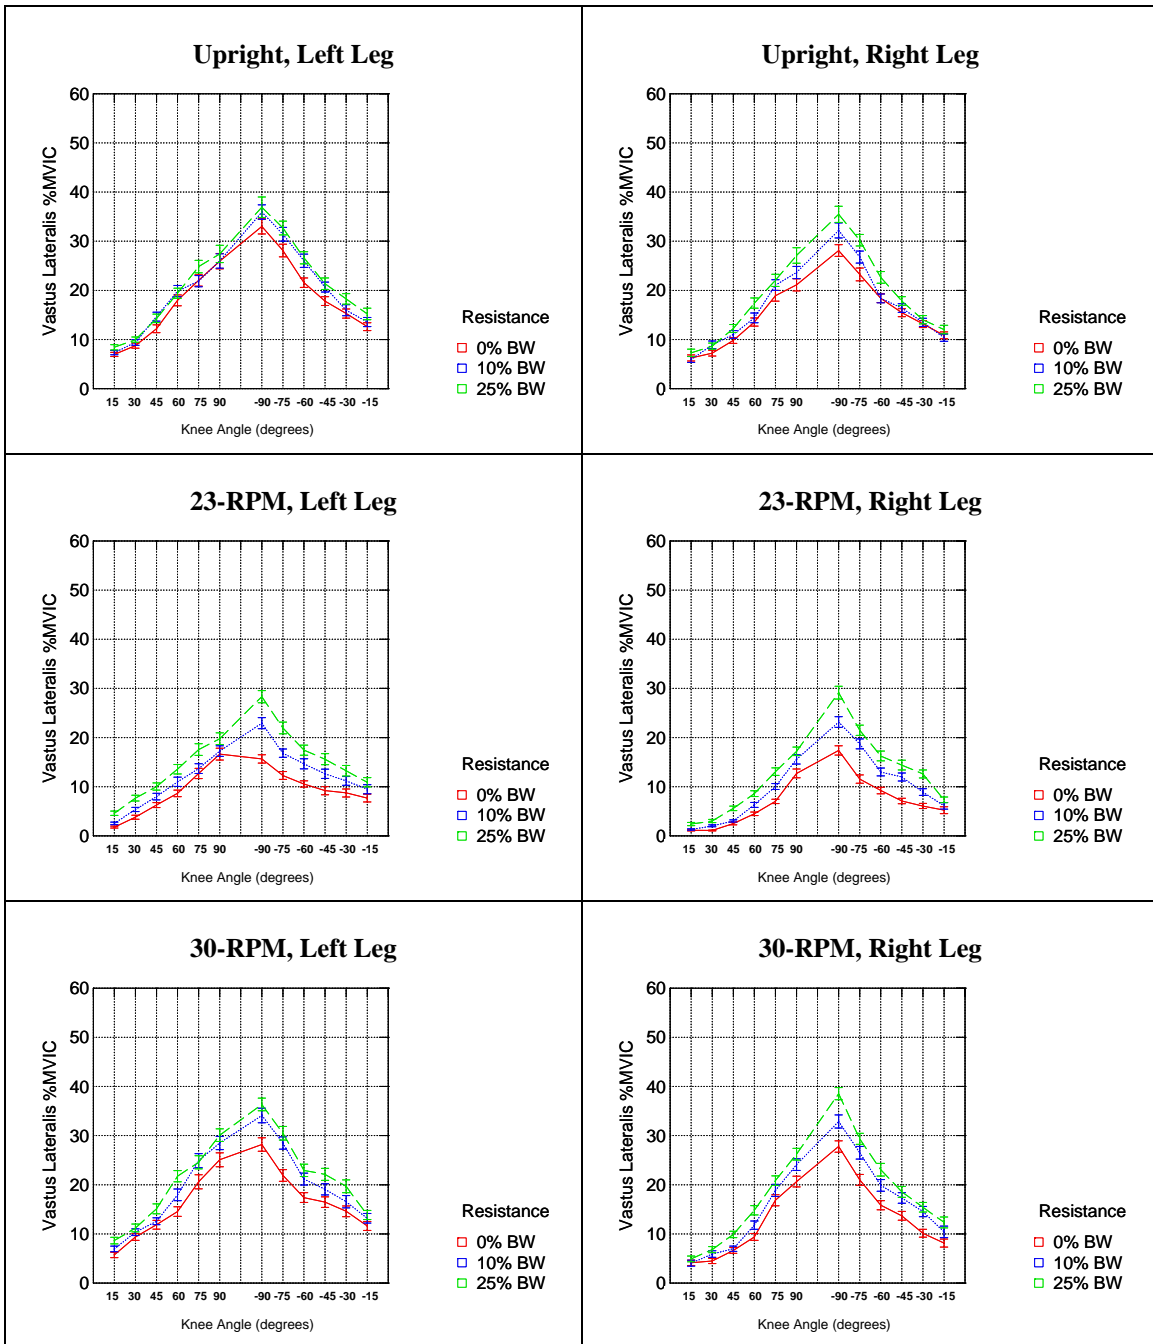 Upright, Left Leg
Vastus Lateralis %MVIC
60
50
40
30
20
10
0
15 30 45 60 75 90 -90 -75 -60 -45 -30 -15
Knee Angle (degrees)
Resistance
0% BW
10% BW
25% BW
Upright, Right Leg
Vastus Lateralis %MVIC
60
50
40
30
20
10
0
15 30 45 60 75 90 -90 -75 -60 -45 -30 -15
Knee Angle (degrees)
Resistance
0% BW
10% BW
25% BW
23-RPM, Left Leg
Vastus Lateralis %MVIC
60
50
40
30
20
10
0
15 30 45 60 75 90 -90 -75 -60 -45 -30 -15
Knee Angle (degrees)
Resistance
0% BW
10% BW
25% BW
23-RPM, Right Leg
Vastus Lateralis %MVIC
60
50
40
30
20
10
0
15 30 45 60 75 90 -90 -75 -60 -45 -30 -15
Knee Angle (degrees)
Resistance
0% BW
10% BW
25% BW
30-RPM, Left Leg
Vastus Lateralis %MVIC
60
50
40
30
20
10
0
15 30 45 60 75 90 -90 -75 -60 -45 -30 -15
Knee Angle (degrees)
Resistance
0% BW
10% BW
25% BW
30-RPM, Right Leg
Vastus Lateralis %MVIC
60
50
40
30
20
10
0
15 30 45 60 75 90 -90 -75 -60 -45 -30 -15
Knee Angle (degrees)
Resistance
0% BW
10% BW
25% BW